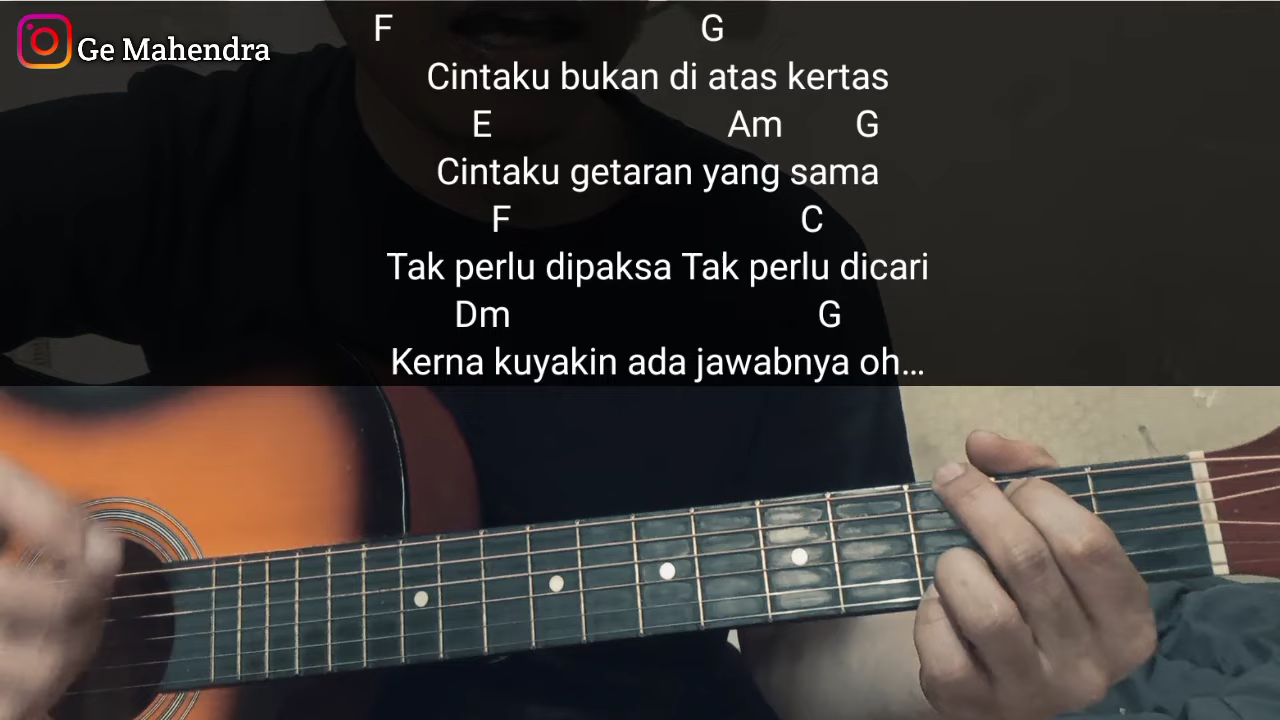 Ge Mahendra
F G
Cintaku bukan di atas kertas
E Am G
Cintaku getaran yang sama
F C
Tak perlu dipaksa Tak perlu dicari
Dm G
Kerna kuyakin ada jawabnya oh...